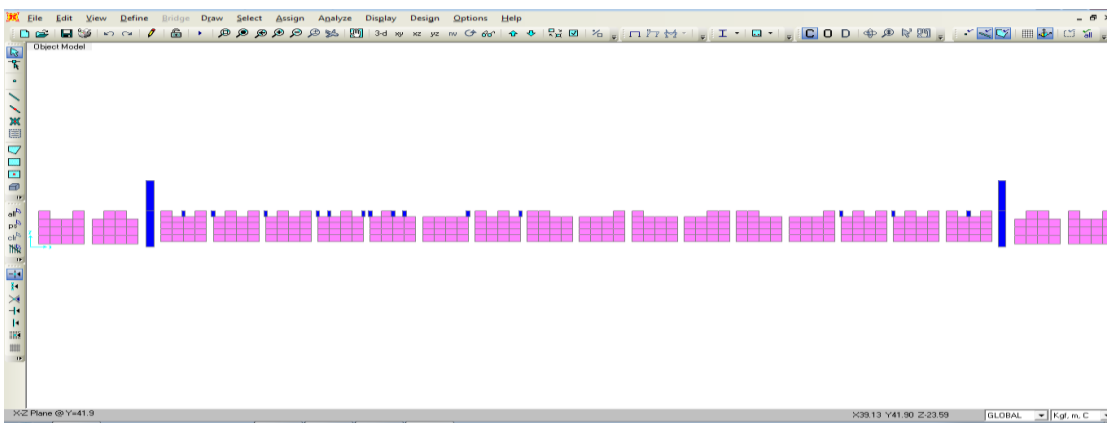 File Edit View Define Bridge Draw Select Assign Analyze Display Design Options Help
3-d xy xz yz nv
C O D
all
Object Model
X-Z Plane @ Y=41.9
X39.13 Y41.90 Z-23.59
GLOBAL
Kgf, m, C